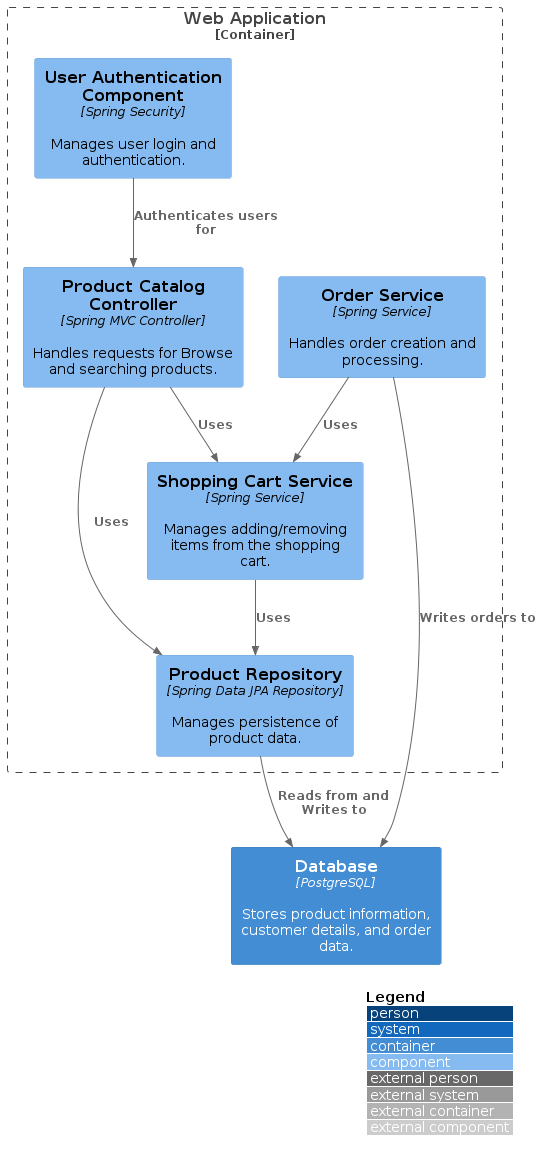 Web Application
[Container]
User Authentication
Component
[Spring Security]
Manages user login and
authentication.
Authenticates users
for
Product Catalog
Controller
[Spring MVC Controller]
Handles requests for Browse
and searching products.
Order Service
[Spring Service]
Handles order creation and
processing.
Uses
Uses
Shopping Cart Service
[Spring Service]
Manages adding/removing
items from the shopping
cart.
Uses
Uses
Writes orders to
Product Repository
[Spring Data JPA Repository]
Manages persistence of
product data.
Reads from and
Writes to
Database
[PostgreSQL]
Stores product information,
customer details, and order
data.
Legend
person
system
container
component
external person
external system
external container
external component